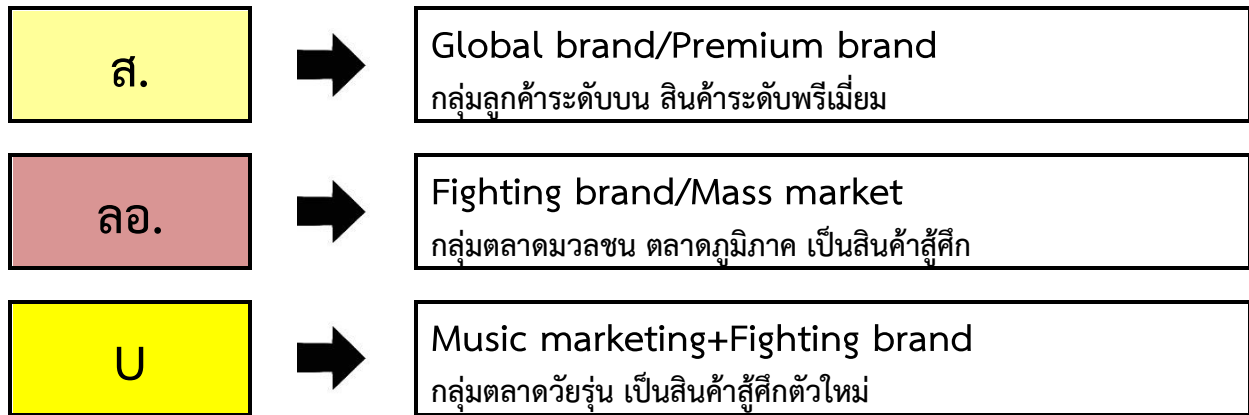 ส.
Global brand/Premium brand
กลุ่มลูกค้าระดับบน สินค้าระดับพรีเมี่ยม
ลอ.
Fighting brand/Mass market
กลุ่มตลาดมวลชน ตลาดภูมิภาค เป็นสินค้าสู้ศึก
U
Music marketing+Fighting brand
กลุ่มตลาดวัยรุ่น เป็นสินค้าสู้ศึกตัวใหม่